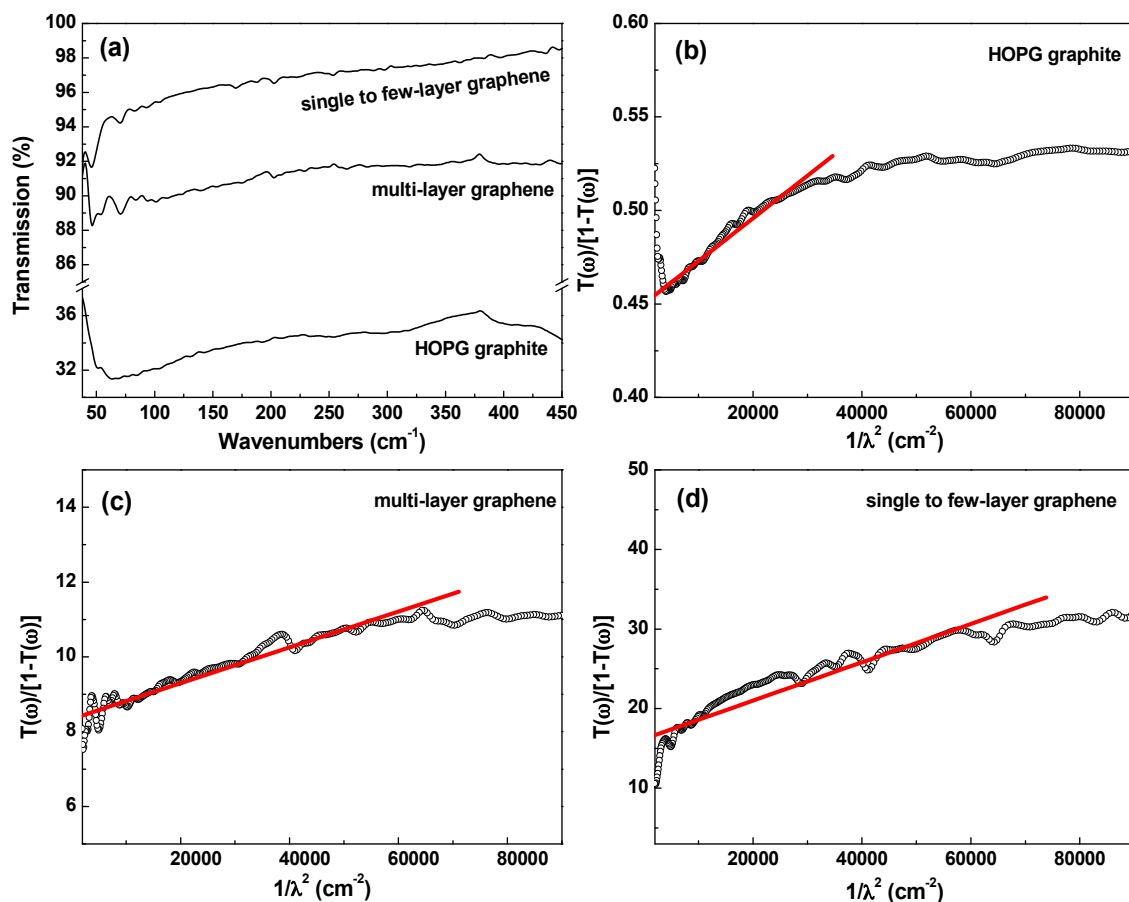 (a)
100
98
96
94
92
90
88
86
36
32
Transmission (%)
single to few-layer graphene
multi-layer graphene
HOPG graphite
50 100 150 200 250 300 350 400 450
Wavenumbers (cm⁻¹)
(b)
HOPG graphite
0.60
0.55
0.50
0.45
0.40
T(ω)/[1-T(ω)]
20000 40000 60000 80000
1/λ² (cm⁻²)
(c)
multi-layer graphene
14
12
10
8
6
T(ω)/[1-T(ω)]
20000 40000 60000 80000
1/λ² (cm⁻²)
(d)
single to few-layer graphene
50
40
30
20
10
T(ω)/[1-T(ω)]
20000 40000 60000 80000
1/λ² (cm⁻²)